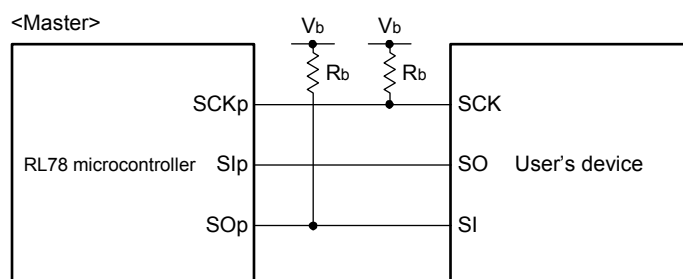 <Master>
Vb Vb
Rb Rb
SCKp SCK
RL78 microcontroller SIp SO User's device
SOp SI